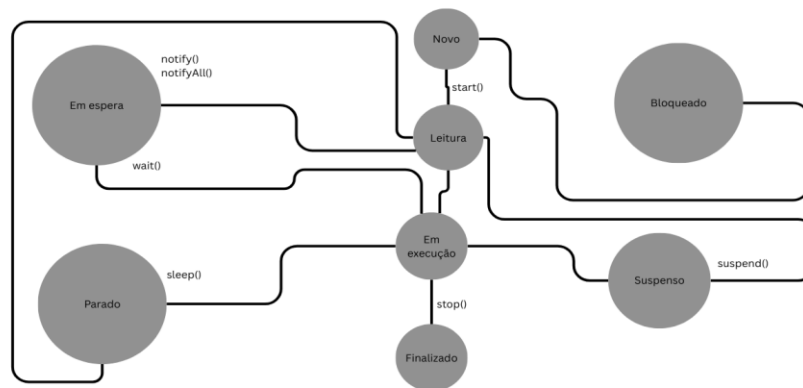 Novo
notify()
notifyAll()
start()
Em espera
Bloqueado
Leitura
wait()
Em
execução
sleep()
suspend()
Parado
Suspenso
stop()
Finalizado